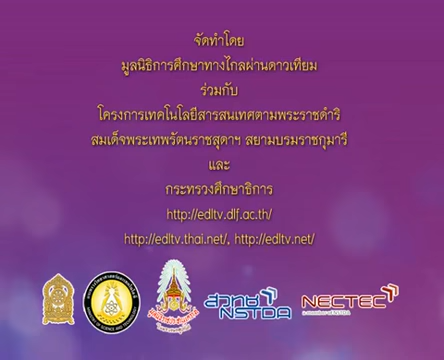 จัดทำโดย
มูลนิธิการศึกษาทางไกลผ่านดาวเทียม
ร่วมกับ
โครงการเทคโนโลยีสารสนเทศตามพระราชดำริ
สมเด็จพระเทพรัตนราชสุดาฯ สยามบรมราชกุมารี
และ
กระทรวงศึกษาธิการ
http://edltv.dlf.ac.th/
http://edltv.thai.net/, http://edltv.net/
สวทช
NSTDA
NECTEC
a member of NSTDA